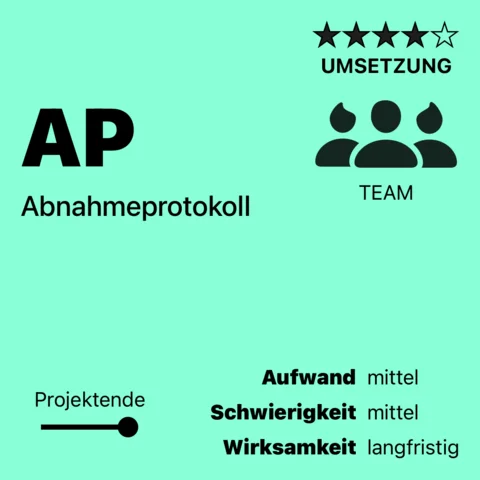 ★★★★☆
UMSETZUNG
AP
Abnahmeprotokoll
TEAM
Projektende
Aufwand mittel
Schwierigkeit mittel
Wirksamkeit langfristig